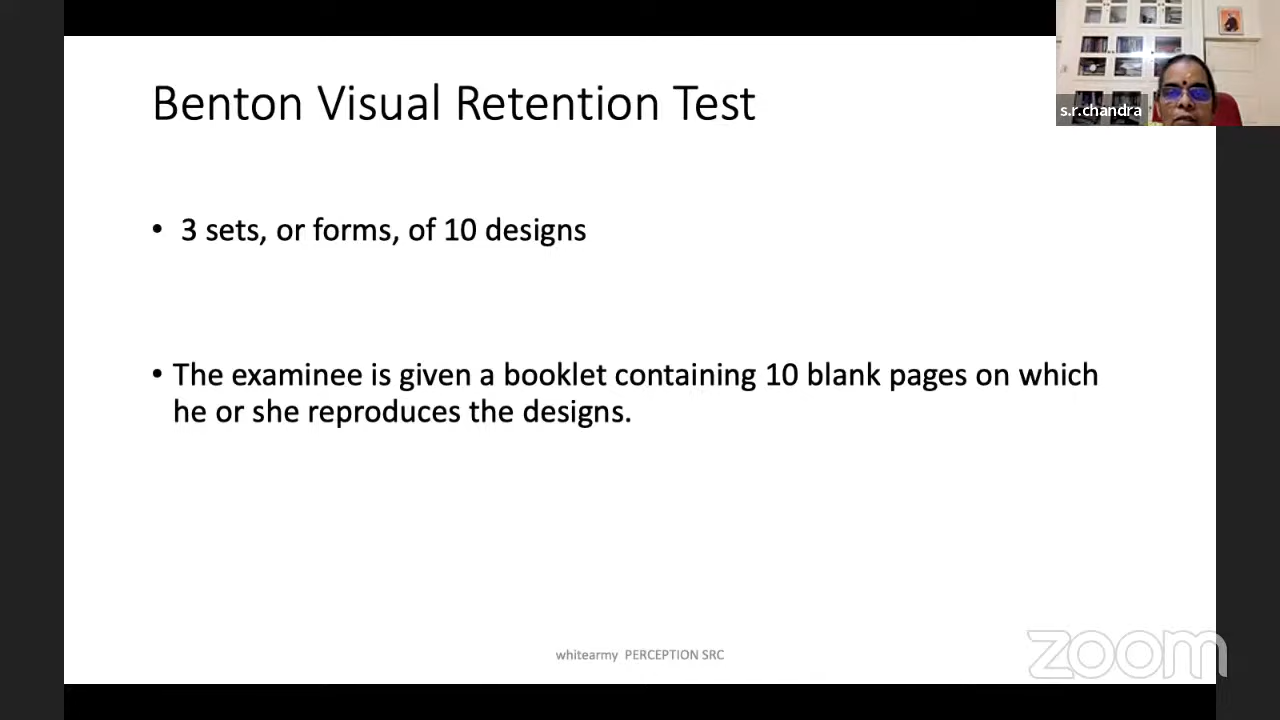 Benton Visual Retention Test
s.r.chandra
• 3 sets, or forms, of 10 designs
• The examinee is given a booklet containing 10 blank pages on which
he or she reproduces the designs.
whitearmy PERCEPTION SRC
zoom